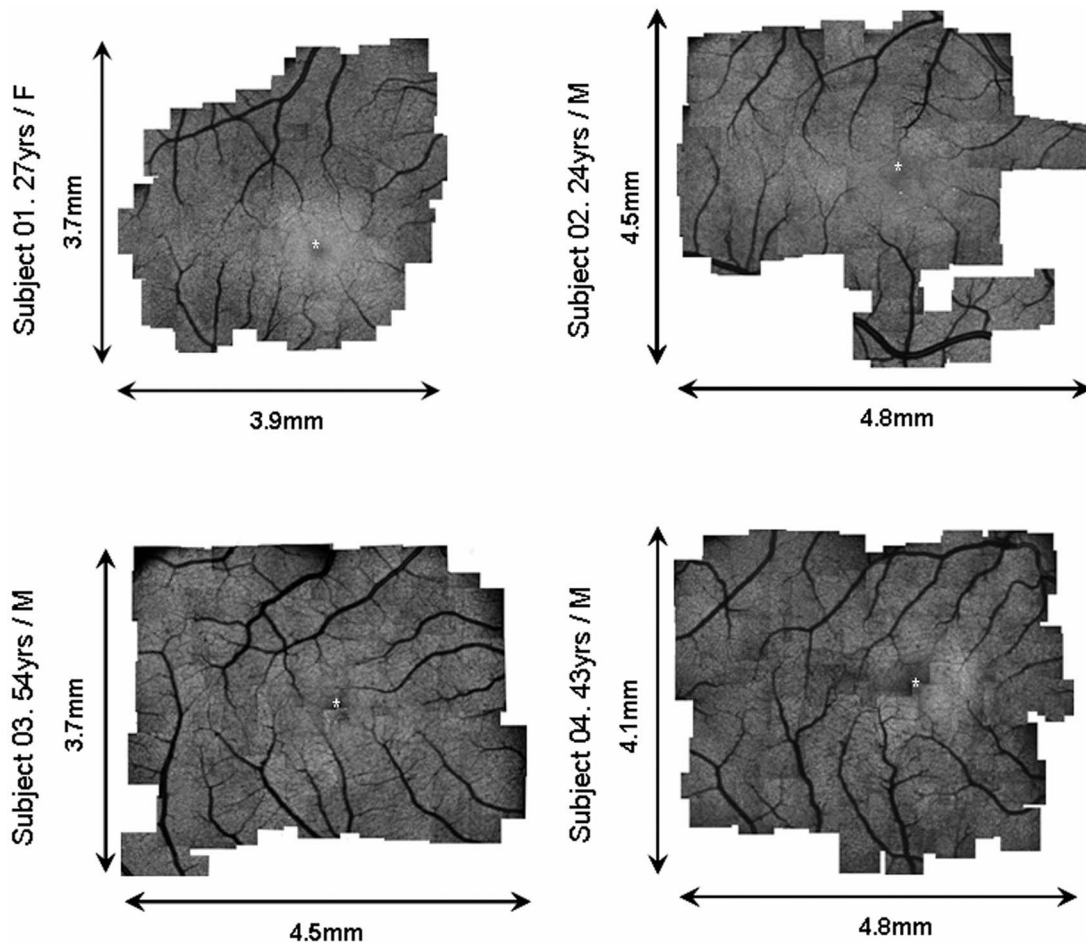 Subject 01. 27yrs / F
3.7mm
*
3.9mm
Subject 02. 24yrs / M
4.5mm
*
4.8mm
Subject 03. 54yrs / M
3.7mm
*
4.5mm
Subject 04. 43yrs / M
4.1mm
*
4.8mm